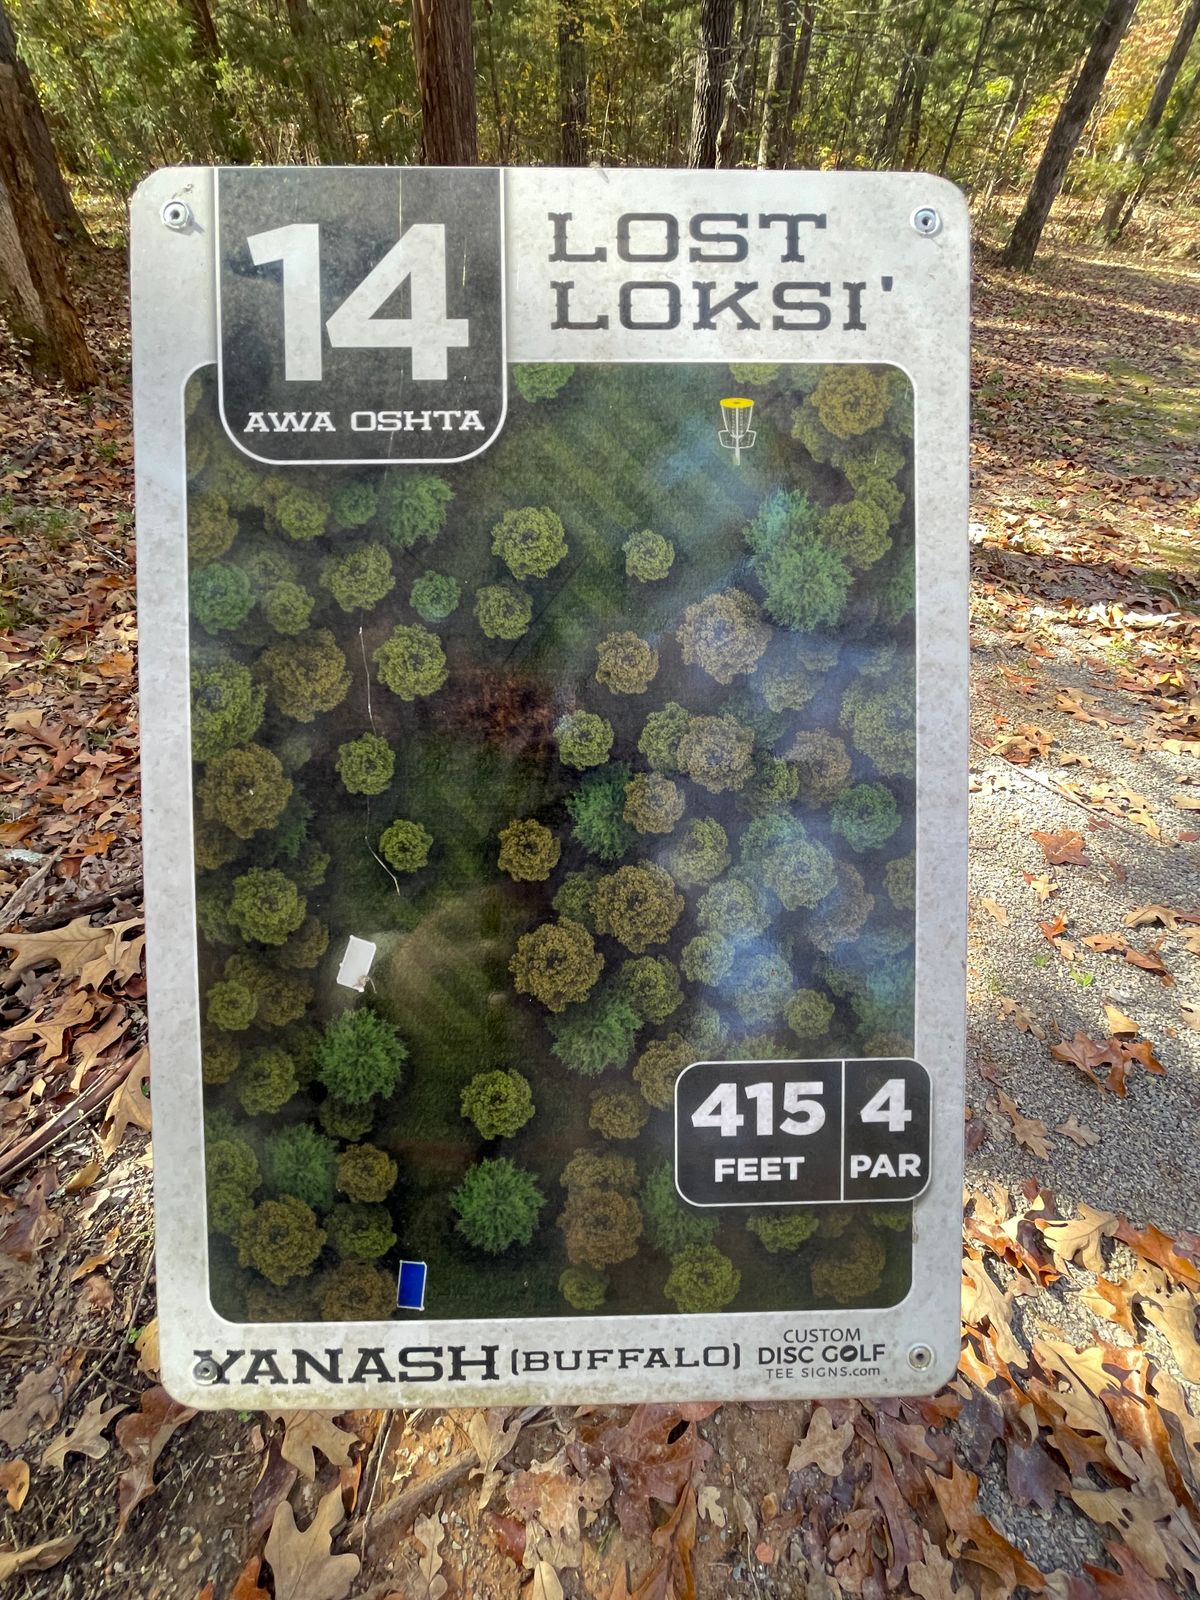 14
AWA OSHTA
LOST
LOKSI'
415
FEET
4
PAR
YANASH (BUFFALO)
CUSTOM
DISC GOLF
TEE SIGNS.com